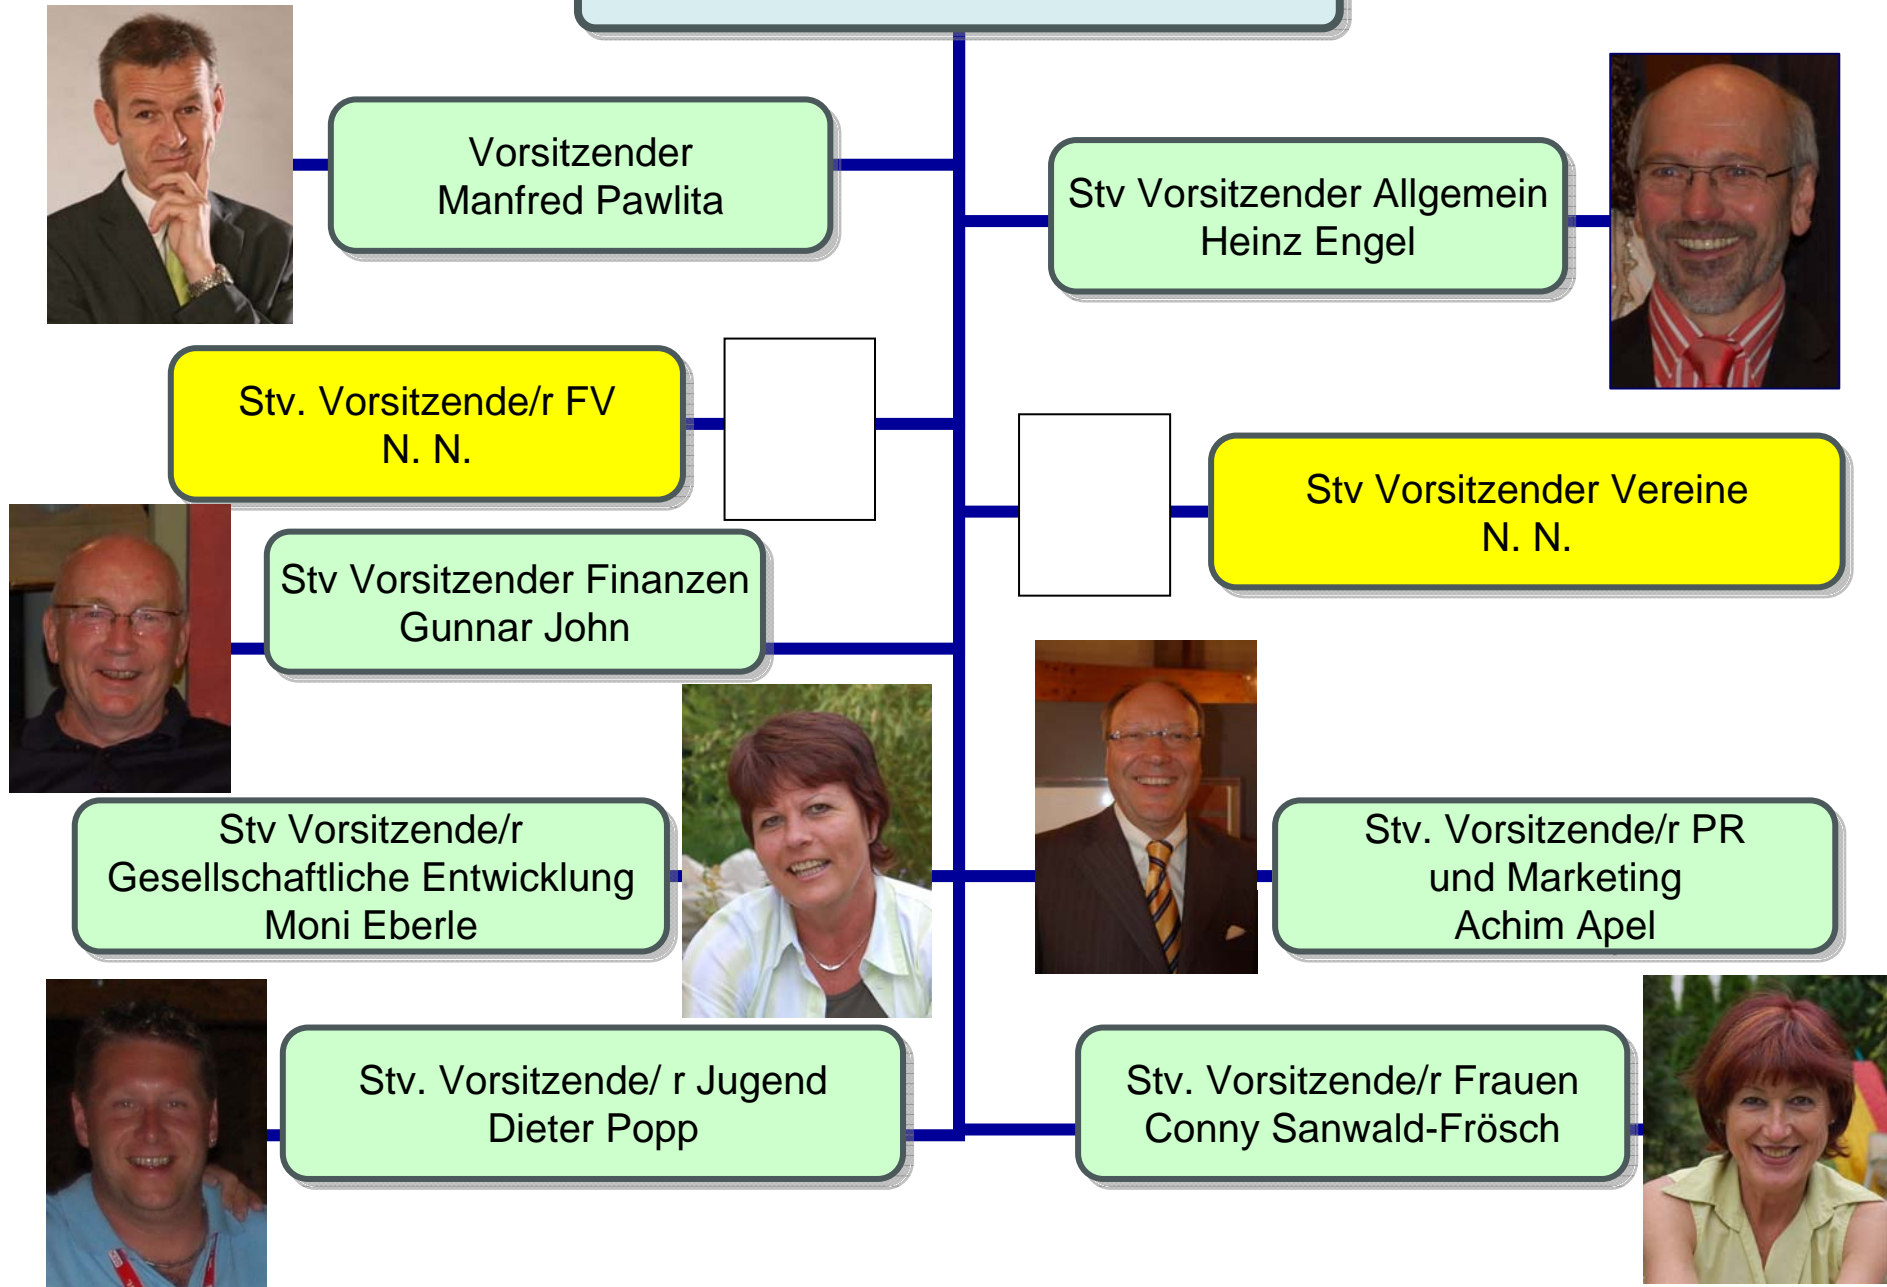 Vorsitzender
Manfred Pawlita
Stv Vorsitzender Allgemein
Heinz Engel
Stv. Vorsitzende/r FV
N. N.
Stv Vorsitzender Vereine
N. N.
Stv Vorsitzender Finanzen
Gunnar John
Stv Vorsitzende/r
Gesellschaftliche Entwicklung
Moni Eberle
Stv. Vorsitzende/r PR
und Marketing
Achim Apel
Stv. Vorsitzende/ r Jugend
Dieter Popp
Stv. Vorsitzende/r Frauen
Conny Sanwald-Frösch